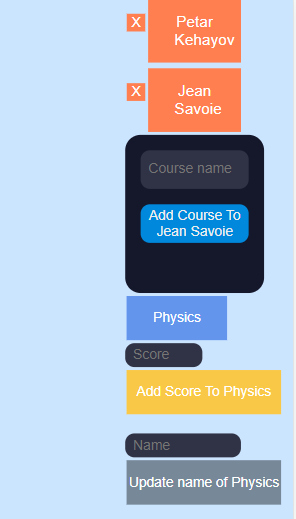 X Petar
Kehayov
X Jean
Savoie
Course name
Add Course To
Jean Savoie
Physics
Score
Add Score To Physics
Name
Update name of Physics